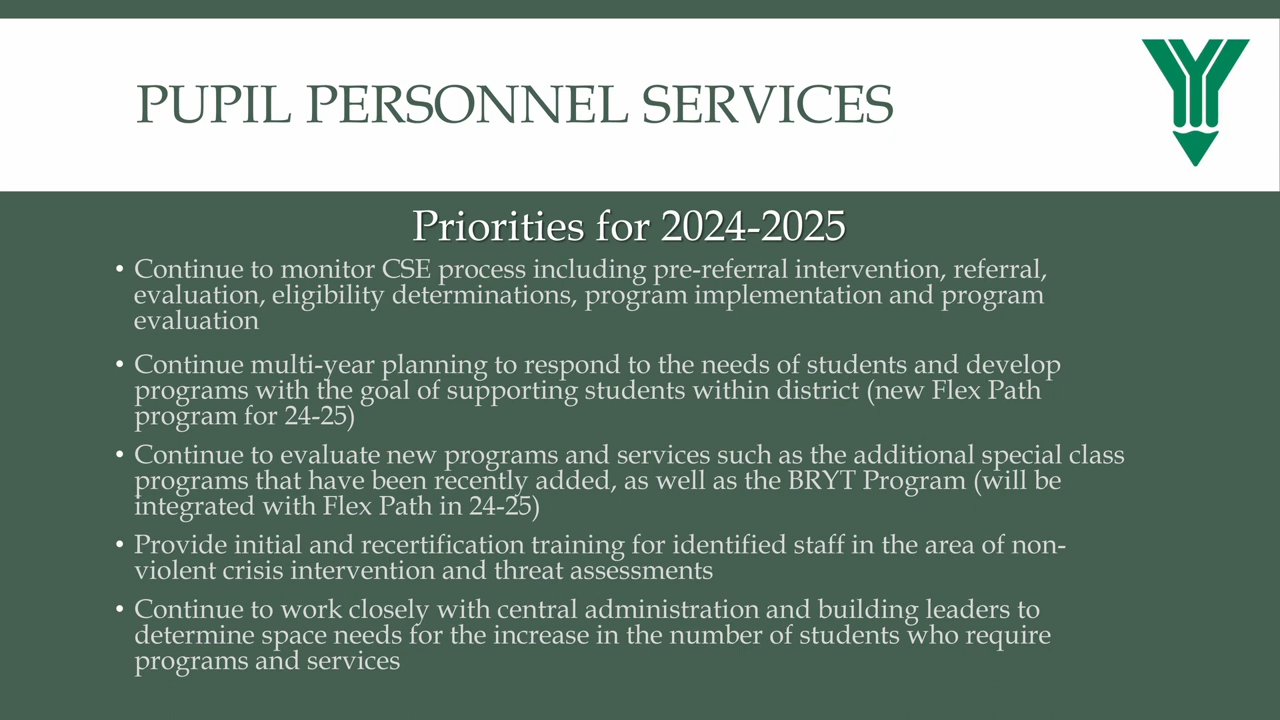 PUPIL PERSONNEL SERVICES
Priorities for 2024-2025
• Continue to monitor CSE process including pre-referral intervention, referral,
evaluation, eligibility determinations, program implementation and program
evaluation
• Continue multi-year planning to respond to the needs of students and develop
programs with the goal of supporting students within district (new Flex Path
program for 24-25)
• Continue to evaluate new programs and services such as the additional special class
programs that have been recently added, as well as the BRYT Program (will be
integrated with Flex Path in 24-25)
• Provide initial and recertification training for identified staff in the area of non-
violent crisis intervention and threat assessments
• Continue to work closely with central administration and building leaders to
determine space needs for the increase in the number of students who require
programs and services